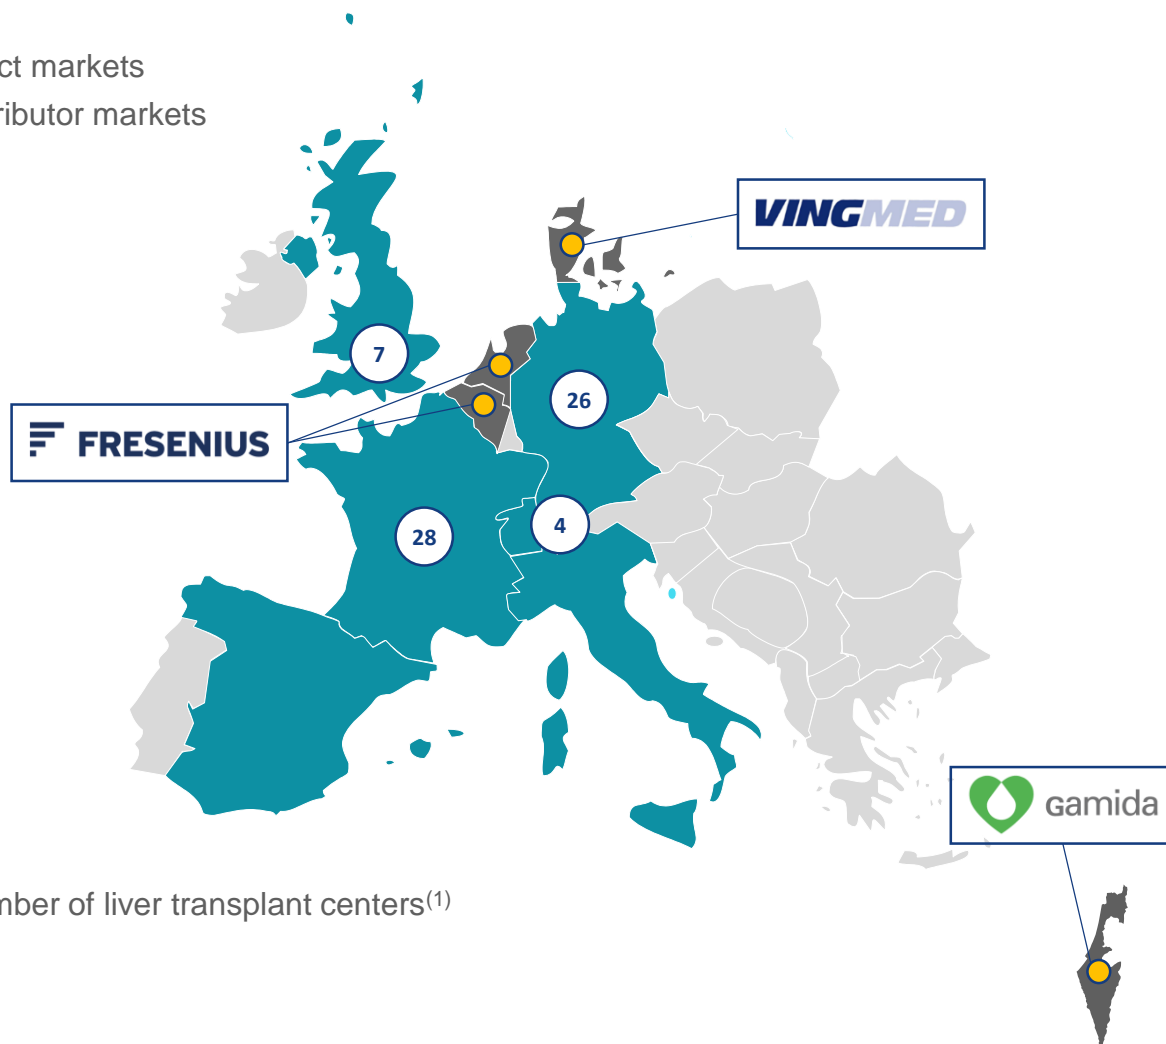 ct markets
ributor markets
VINGMED
7
26
FRESENIUS
28
4
gamida
mber of liver transplant centers(1)